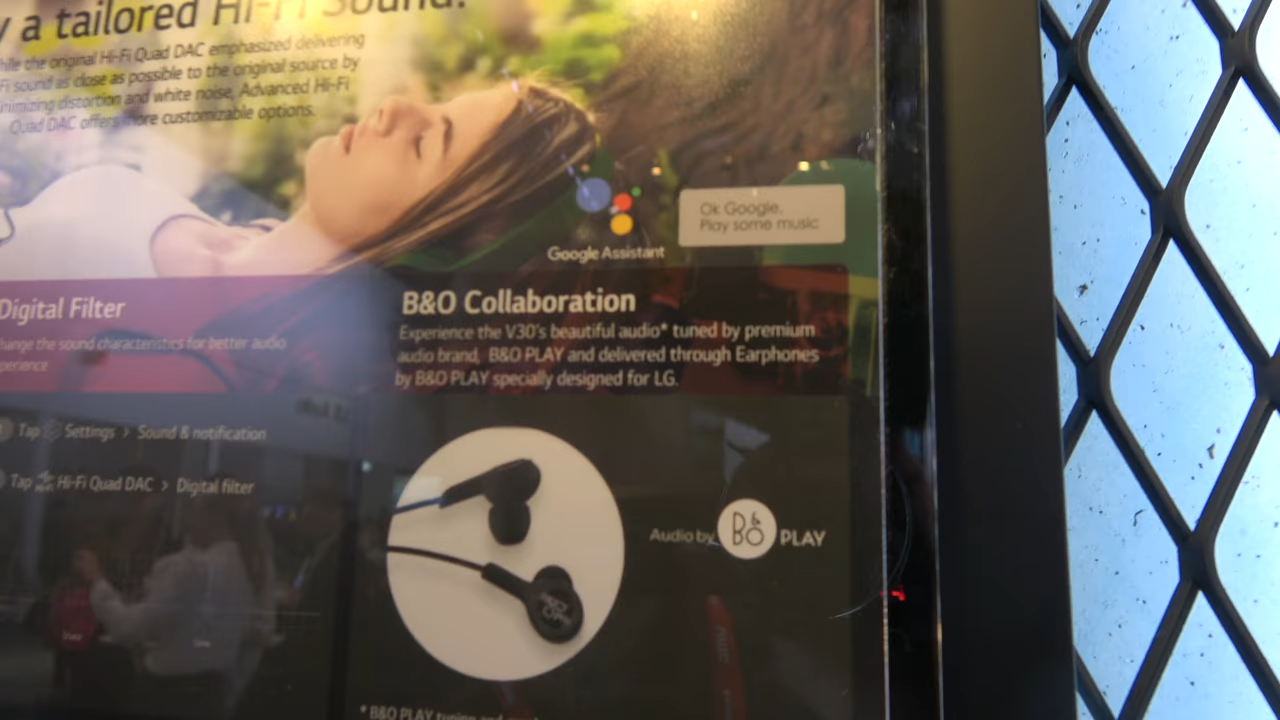 a tailored Hi-Fi Sound.
while the original Hi-Fi Quad DAC emphasized delivering
Fi sound as close as possible to the original source by
minimizing distortion and white noise, Advanced Hi-Fi
Quad DAC offers more customizable options.
Ok Google,
Play some music
Google Assistant
Digital Filter
change the sound characteristics for better audio
experience
B&O Collaboration
Experience the V30's beautiful audio* tuned by premium
audio brand, B&O PLAY and delivered through Earphones
by B&O PLAY specially designed for LG.
Tap Settings > Sound & notification
Tap Hi-Fi Quad DAC > Digital filter
Audio by B&O PLAY
* B&O PLAY tuning and